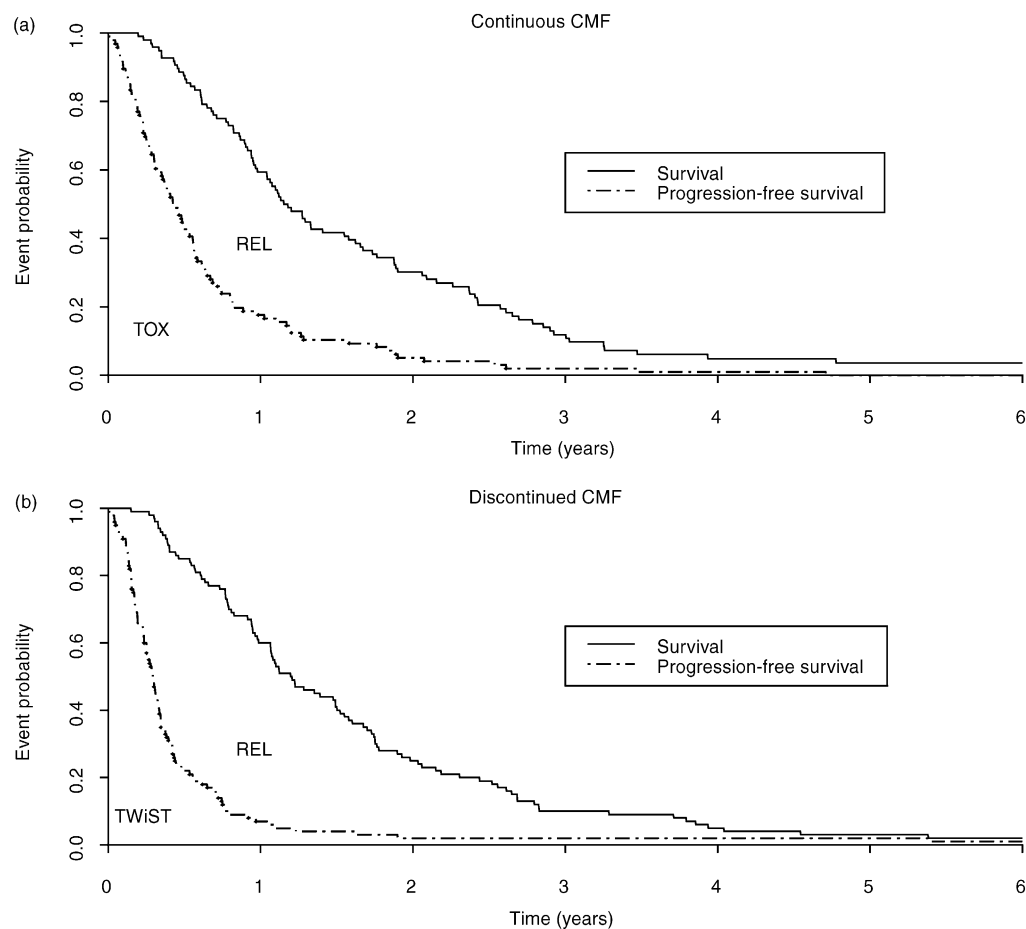 (a)
Continuous CMF
Event probability
1.0
0.8
0.6
0.4
0.2
0.0
Survival
Progression-free survival
REL
TOX
0 1 2 3 4 5 6
Time (years)
(b)
Discontinued CMF
Event probability
1.0
0.8
0.6
0.4
0.2
0.0
Survival
Progression-free survival
REL
TWiST
0 1 2 3 4 5 6
Time (years)